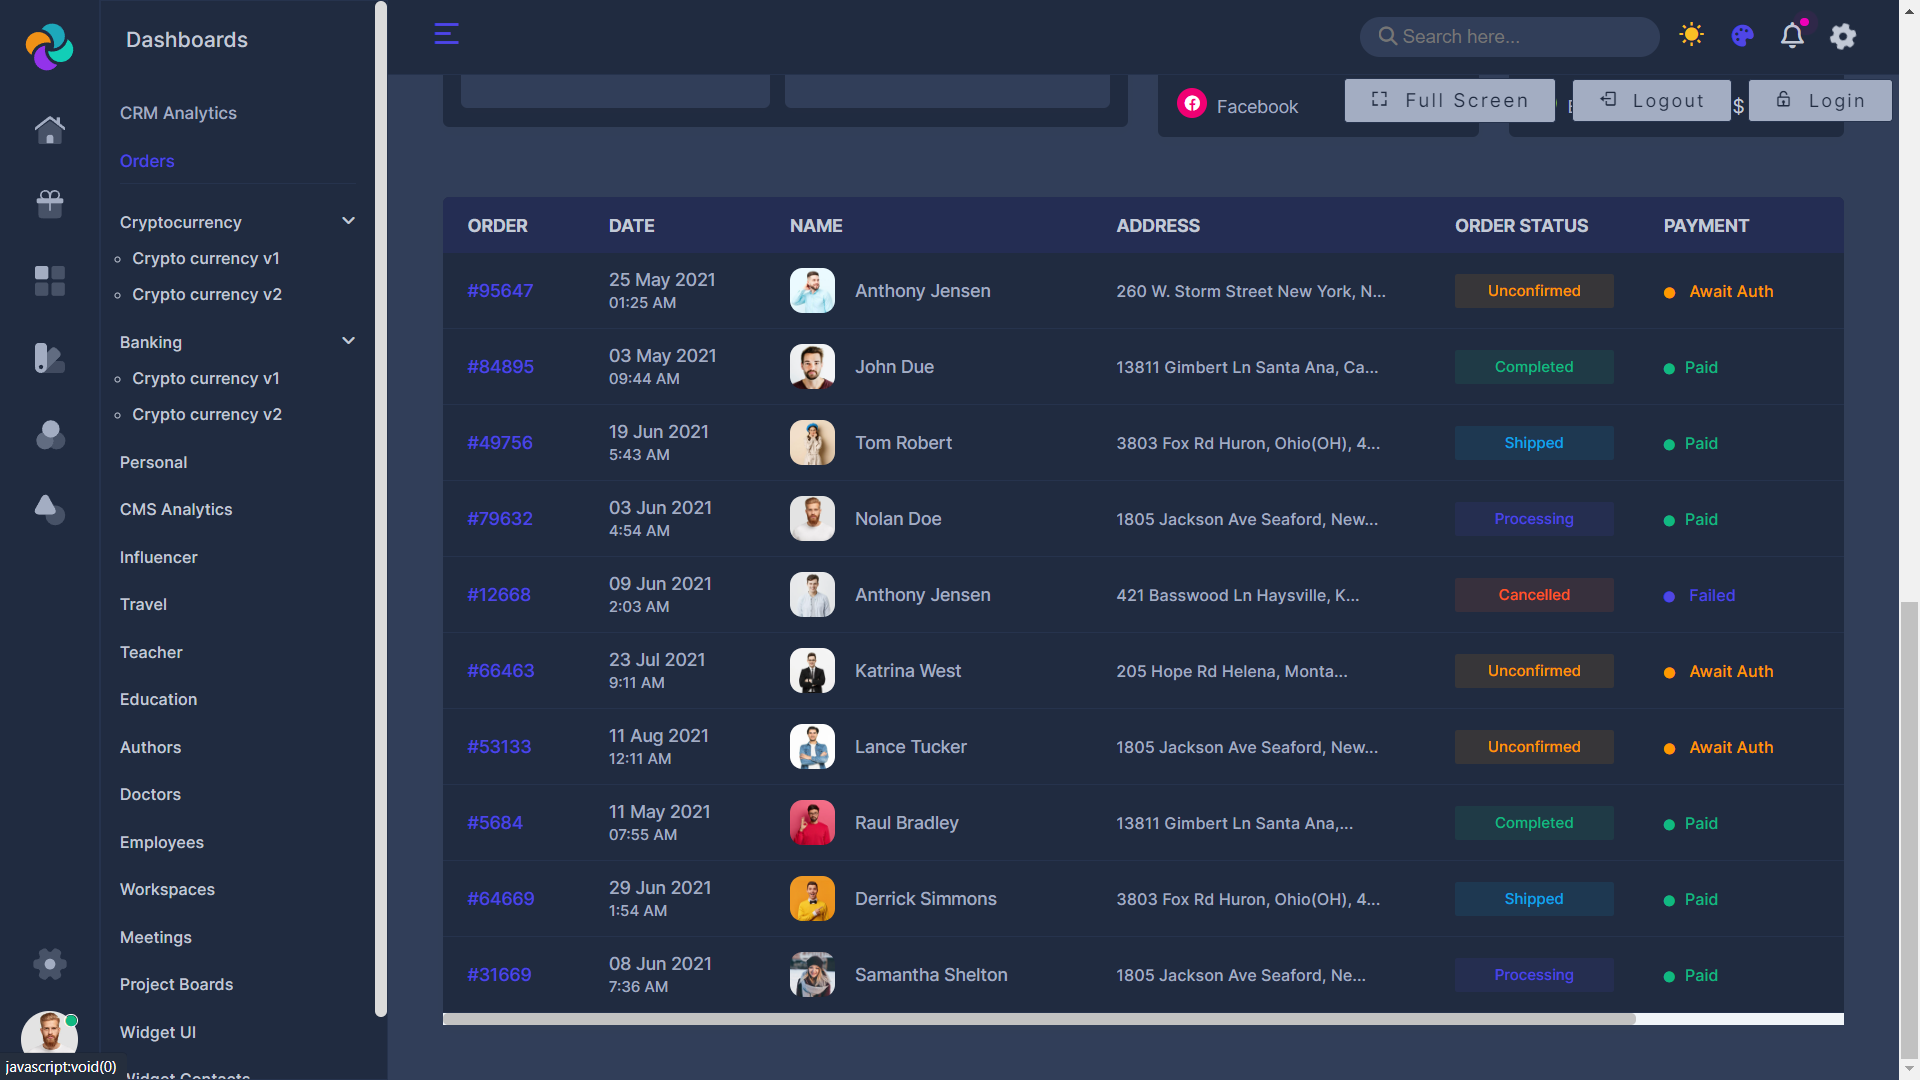 Dashboards
CRM Analytics
Orders
Cryptocurrency
Crypto currency v1
Crypto currency v2
Banking
Crypto currency v1
Crypto currency v2
Personal
CMS Analytics
Influencer
Travel
Teacher
Education
Authors
Doctors
Employees
Workspaces
Meetings
Project Boards
Widget UI
Widget Contacts
javascript:void(0)
Search here...
Facebook
Full Screen
Logout
$
Login
ORDER DATE NAME ADDRESS ORDER STATUS PAYMENT
#95647 25 May 2021 01:25 AM Anthony Jensen 260 W. Storm Street New York, N... Unconfirmed Await Auth
#84895 03 May 2021 09:44 AM John Due 13811 Gimbert Ln Santa Ana, Ca... Completed Paid
#49756 19 Jun 2021 5:43 AM Tom Robert 3803 Fox Rd Huron, Ohio(OH), 4... Shipped Paid
#79632 03 Jun 2021 4:54 AM Nolan Doe 1805 Jackson Ave Seaford, New... Processing Paid
#12668 09 Jun 2021 2:03 AM Anthony Jensen 421 Basswood Ln Haysville, K... Cancelled Failed
#66463 23 Jul 2021 9:11 AM Katrina West 205 Hope Rd Helena, Monta... Unconfirmed Await Auth
#53133 11 Aug 2021 12:11 AM Lance Tucker 1805 Jackson Ave Seaford, New... Unconfirmed Await Auth
#5684 11 May 2021 07:55 AM Raul Bradley 13811 Gimbert Ln Santa Ana,... Completed Paid
#64669 29 Jun 2021 1:54 AM Derrick Simmons 3803 Fox Rd Huron, Ohio(OH), 4... Shipped Paid
#31669 08 Jun 2021 7:36 AM Samantha Shelton 1805 Jackson Ave Seaford, Ne... Processing Paid